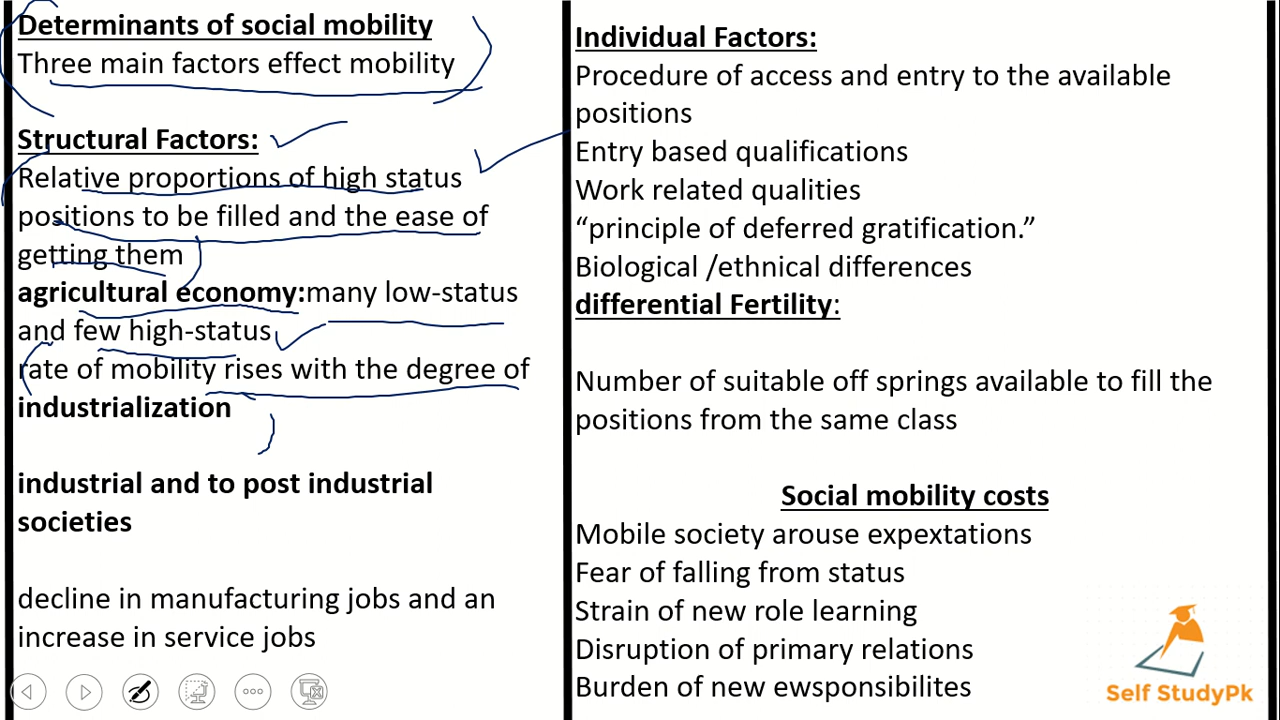 Determinants of social mobility
Three main factors effect mobility
Structural Factors:
Relative proportions of high status
positions to be filled and the ease of
getting them
agricultural economy:many low-status
and few high-status
rate of mobility rises with the degree of
industrialization
industrial and to post industrial
societies
decline in manufacturing jobs and an
increase in service jobs
Individual Factors:
Procedure of access and entry to the available
positions
Entry based qualifications
Work related qualities
“principle of deferred gratification.”
Biological /ethnical differences
differential Fertility:
Number of suitable off springs available to fill the
positions from the same class
Social mobility costs
Mobile society arouse expextations
Fear of falling from status
Strain of new role learning
Disruption of primary relations
Burden of new ewsponsibilites
Self StudyPk